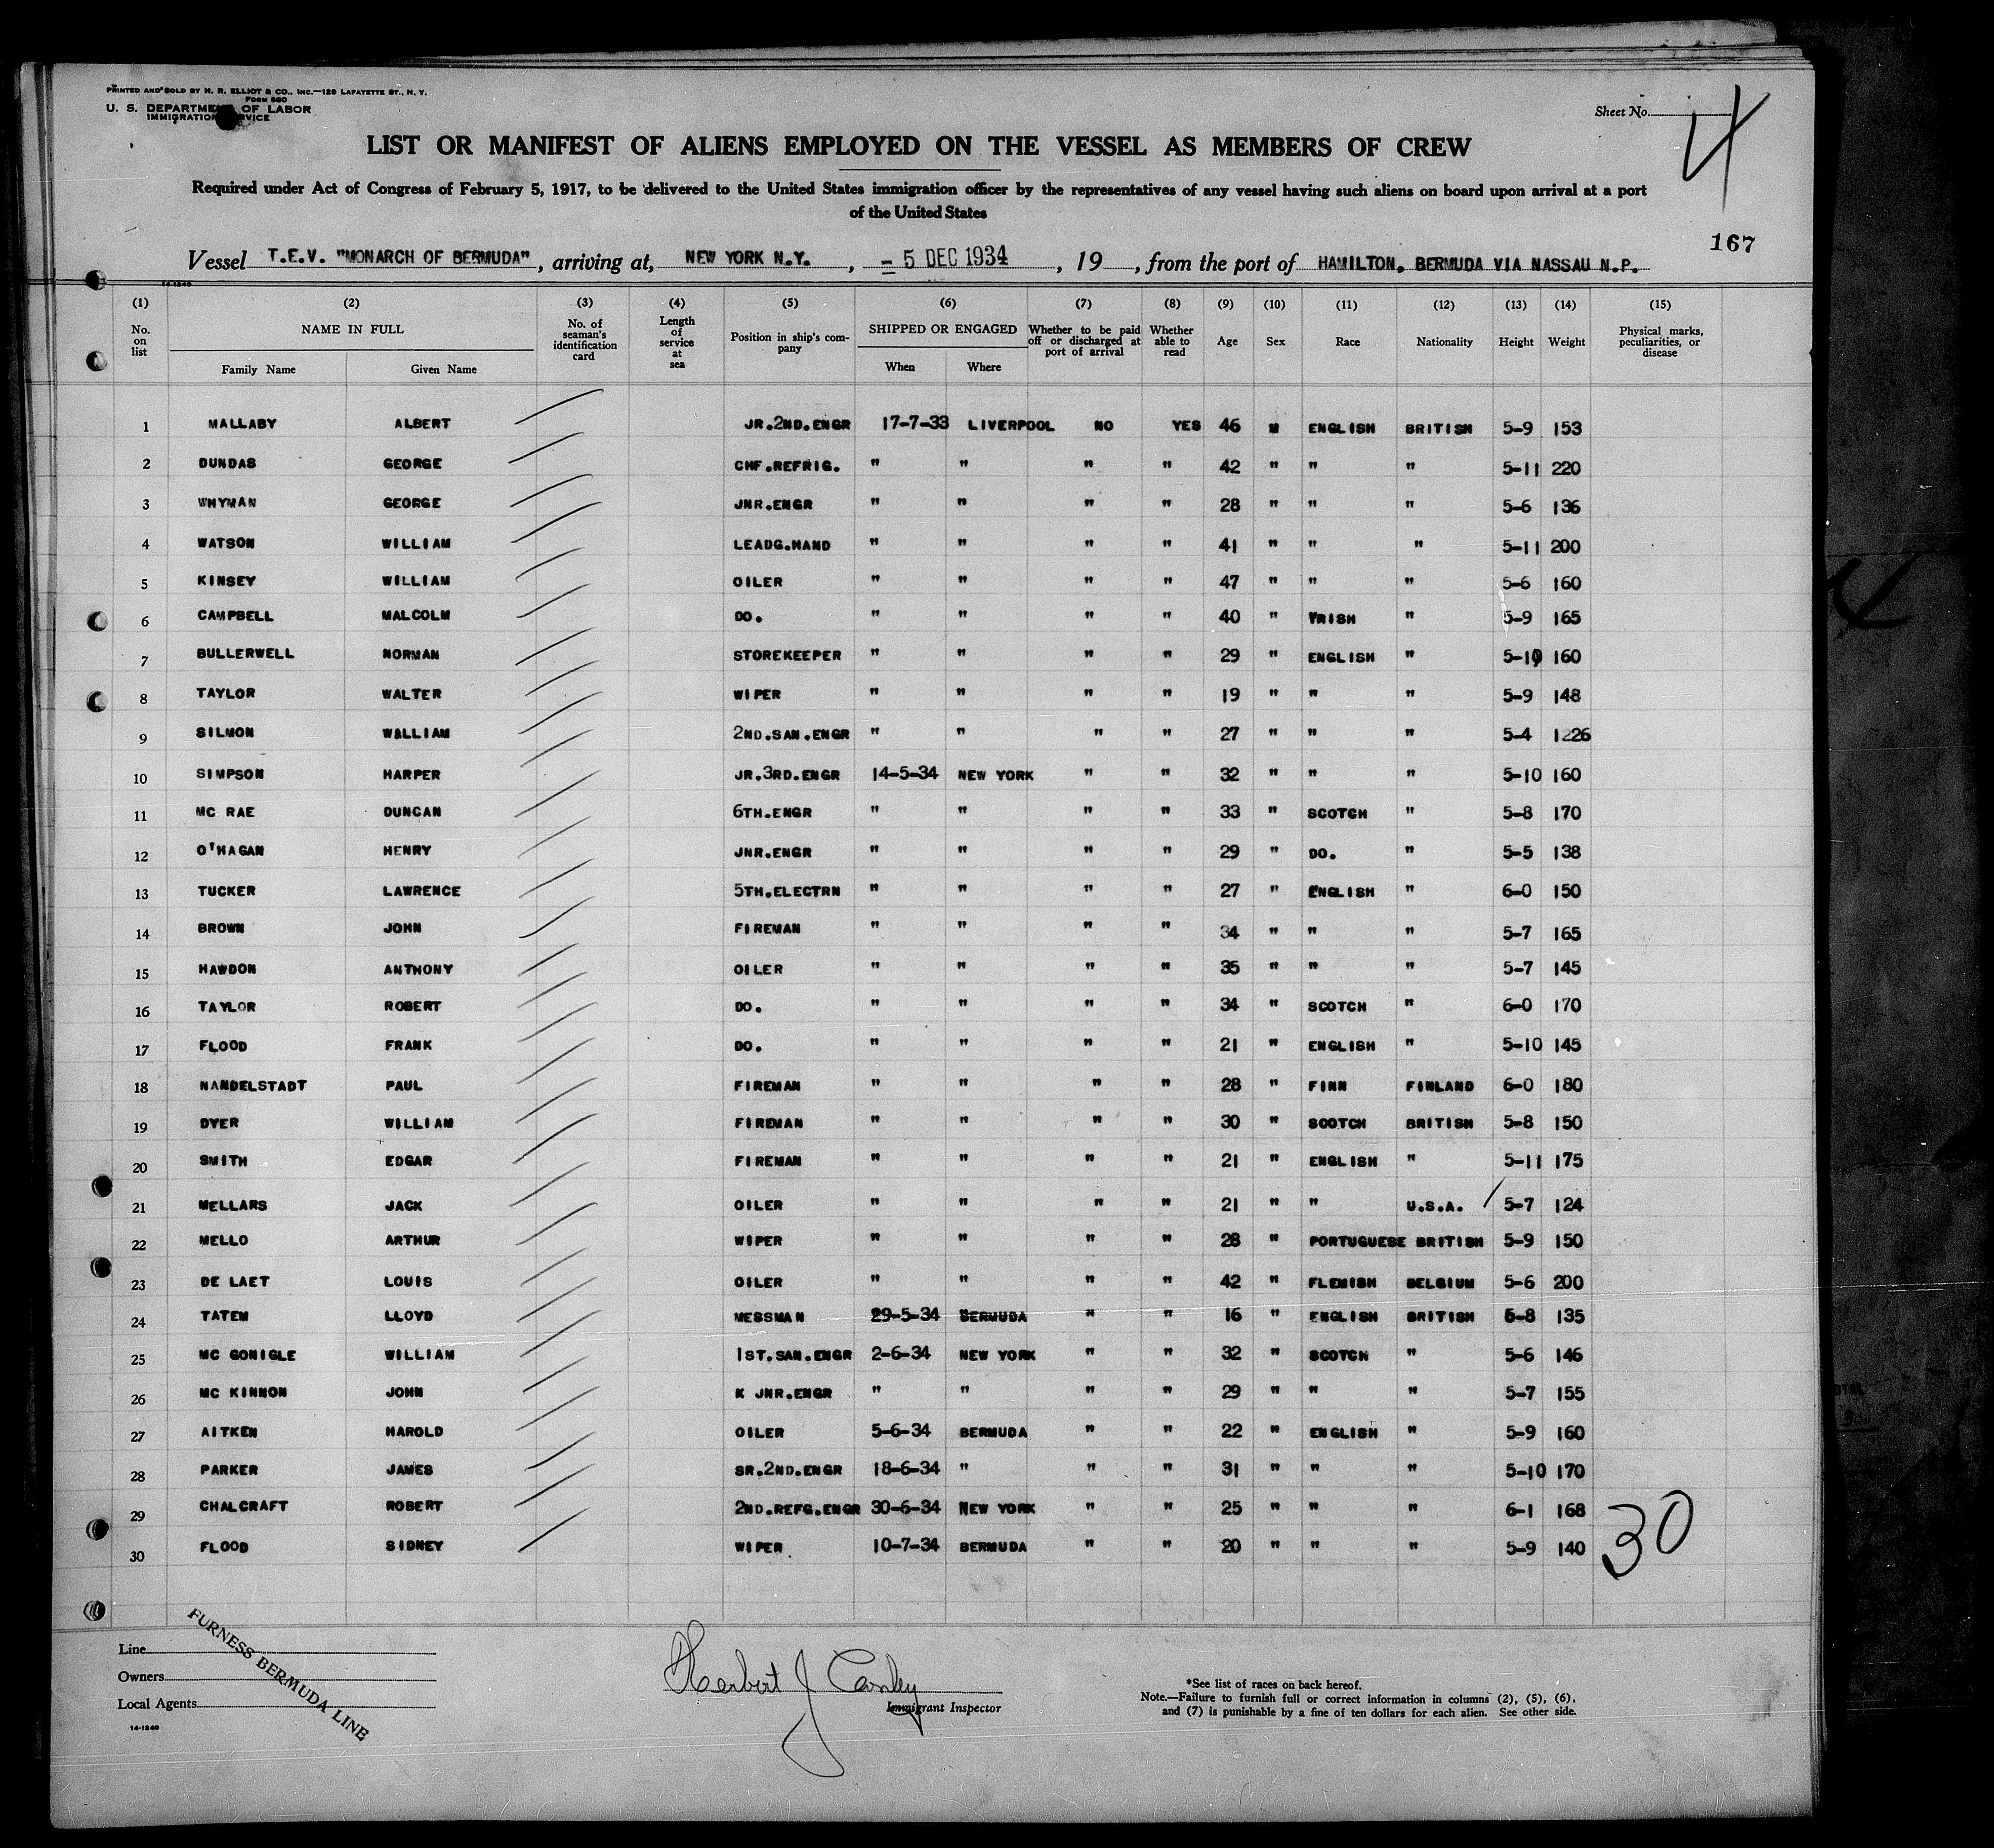 PRINTED AND SOLD BY H. R. ELLIOT & CO., INC.—129 LAFAYETTE ST., N. Y.
FORM 680
U. S. DEPARTMENT OF LABOR
IMMIGRATION SERVICE
Sheet No. 4
LIST OR MANIFEST OF ALIENS EMPLOYED ON THE VESSEL AS MEMBERS OF CREW
Required under Act of Congress of February 5, 1917, to be delivered to the United States immigration officer by the representatives of any vessel having such aliens on board upon arrival at a port
of the United States
167
Vessel T.E.V. "MONARCH OF BERMUDA", arriving at, NEW YORK N.Y., - 5 DEC 1934, 19, from the port of HAMILTON, BERMUDA VIA NASSAU N.P.
14-1240
(1) (2) (3) (4) (5) (6) (7) (8) (9) (10) (11) (12) (13) (14) (15)
No. on list NAME IN FULL Family Name Given Name No. of seaman's identification card Length of service at sea Position in ship's company SHIPPED OR ENGAGED When Where Whether to be paid off or discharged at port of arrival Whether able to read Age Sex Race Nationality Height Weight Physical marks, peculiarities, or disease
1 MALLABY ALBERT JR.2ND.ENGR 17-7-33 LIVERPOOL NO YES 46 M ENGLISH BRITISH 5-9 153
2 DUNDAS GEORGE CHF.REFRIG. " " " " 42 " " " 5-11 220
3 WHYMAN GEORGE JNR.ENGR " " " " 28 " " " 5-6 136
4 WATSON WILLIAM LEADG.HAND " " " " 41 " " " 5-11 200
5 KINSEY WILLIAM OILER " " " " 47 " " " 5-6 160
6 CAMPBELL MALCOLM DO. " " " " 40 " YRISH " 5-9 165
7 BULLERWELL NORMAN STOREKEEPER " " " " 29 " ENGLISH " 5-10 160
8 TAYLOR WALTER WIPER " " " " 19 " " " 5-9 148
9 SILMON WALLIAM 2ND.SAN.ENGR " " " " 27 " " " 5-4 1226
10 SIMPSON HARPER JR.3RD.ENGR 14-5-34 NEW YORK " " 32 " " " 5-10 160
11 MC RAE DUNCAN 6TH.ENGR " " " " 33 " SCOTCH " 5-8 170
12 O'HAGAN HENRY JNR.ENGR " " " " 29 " DO. " 5-5 138
13 TUCKER LAWRENCE 5TH.ELECTRN " " " " 27 " ENGLISH " 6-0 150
14 BROWN JOHN FIREMAN " " " " 34 " " " 5-7 165
15 HAWDON ANTHONY OILER " " " " 35 " " " 5-7 145
16 TAYLOR ROBERT DO. " " " " 34 " SCOTCH " 6-0 170
17 FLOOD FRANK DO. " " " " 21 " ENGLISH " 5-10 145
18 NANDELSTADT PAUL FIREMAN " " " " 28 " FINN FINLAND 6-0 180
19 DYER WILLIAM FIREMAN " " " " 30 " SCOTCH BRITISH 5-8 150
20 SMITH EDGAR FIREMAN " " " " 21 " ENGLISH " 5-11 175
21 MELLARS JACK OILER " " " " 21 " " U.S.A. 5-7 124
22 MELLO ARTHUR WIPER " " " " 28 " PORTUGUESE BRITISH 5-9 150
23 DE LAET LOUIS OILER " " " " 42 " FLEMISH BELGIUM 5-6 200
24 TATEM LLOYD MESSMAN 29-5-34 BERMUDA " " 16 " ENGLISH BRITISH 5-8 135
25 MC GONIGLE WILLIAM 1ST.SAN.ENGR 2-6-34 NEW YORK " " 32 " SCOTCH " 5-6 146
26 MC KINNON JOHN K JNR.ENGR " " " " 29 " " " 5-7 155
27 AITKEN HAROLD OILER 5-6-34 BERMUDA " " 22 " ENGLISH " 5-9 160
28 PARKER JAMES SR.2ND.ENGR 18-6-34 " " " 31 " " " 5-10 170
29 CHALCRAFT ROBERT 2ND.REFG.ENGR 30-6-34 NEW YORK " " 25 " " " 6-1 168
30 FLOOD SIDNEY WIPER 10-7-34 BERMUDA " " 20 " " " 5-9 140
30
Line
Owners
Local Agents
FURNESS BERMUDA LINE
14-1240
Herbert J
Immigrant Inspector
*See list of races on back hereof.
Note.—Failure to furnish full or correct information in columns (2), (5), (6),
and (7) is punishable by a fine of ten dollars for each alien. See other side.